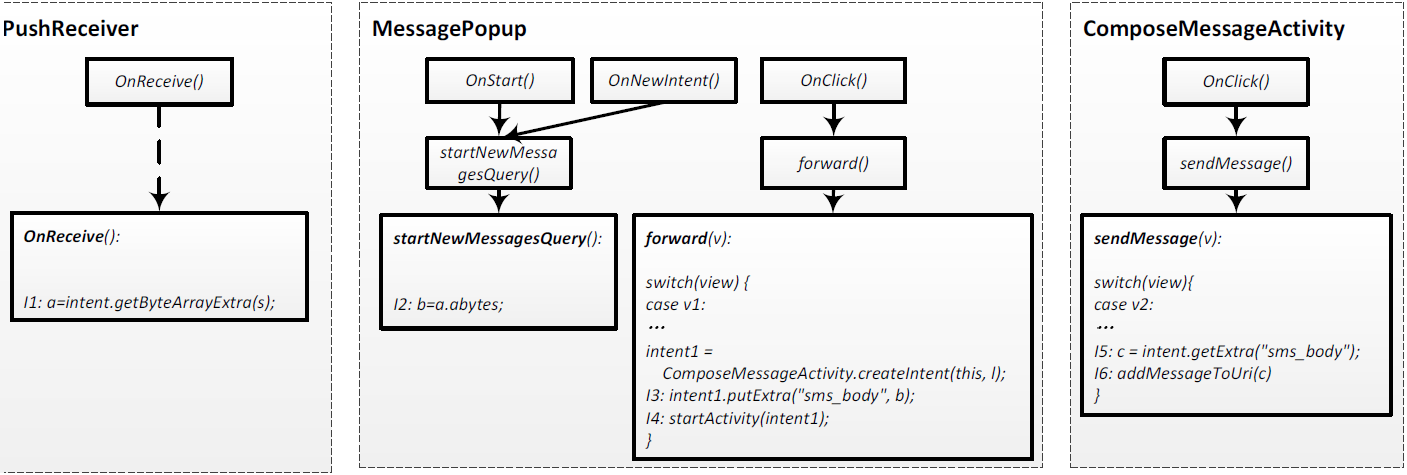 PushReceiver
OnReceive()
OnReceive():
I1: a=intent.getByteArrayExtra(s);
MessagePopup
OnStart()
OnNewIntent()
OnClick()
startNewMessa
gesQuery()
forward()
startNewMessagesQuery():
I2: b=a.abytes;
forward(v):
switch(view) {
case v1:
...
intent1 =
ComposeMessageActivity.createIntent(this, l);
I3: intent1.putExtra("sms_body", b);
I4: startActivity(intent1);
}
ComposeMessageActivity
OnClick()
sendMessage()
sendMessage(v):
switch(view){
case v2:
...
I5: c = intent.getExtra("sms_body");
I6: addMessageToUri(c)
}